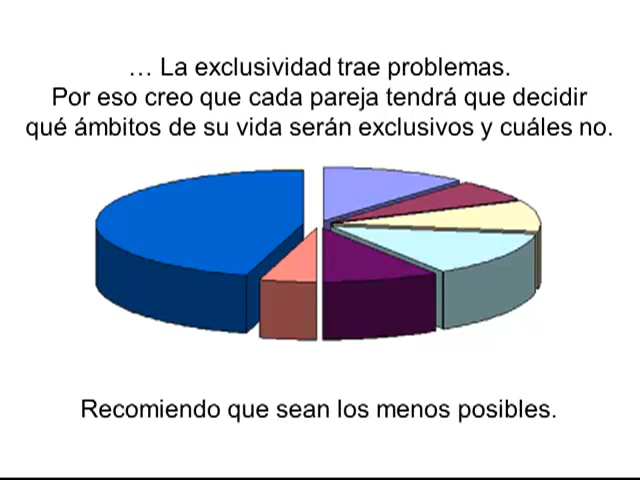 … La exclusividad trae problemas.
Por eso creo que cada pareja tendrá que decidir
qué ámbitos de su vida serán exclusivos y cuáles no.
Recomiendo que sean los menos posibles.